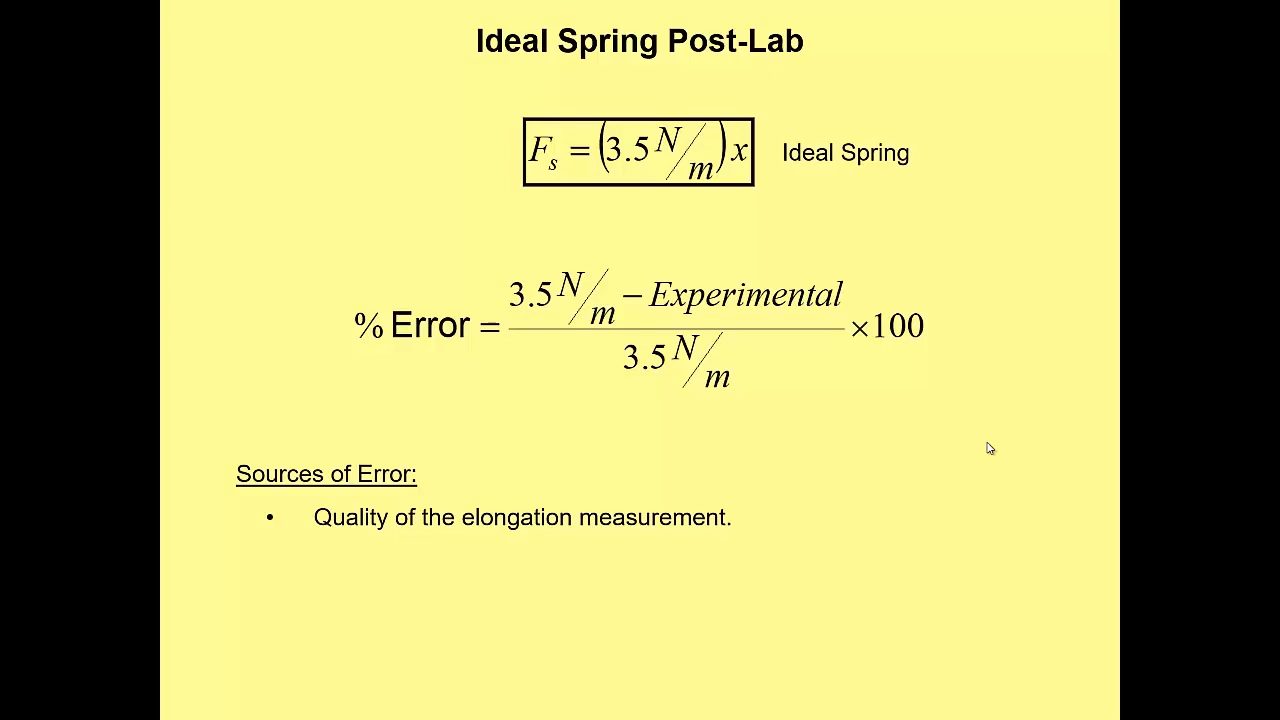 Ideal Spring Post-Lab
Fs = (3.5 N/m) x Ideal Spring
% Error = 3.5 N/m − Experimental / 3.5 N/m ×100
Sources of Error:
• Quality of the elongation measurement.